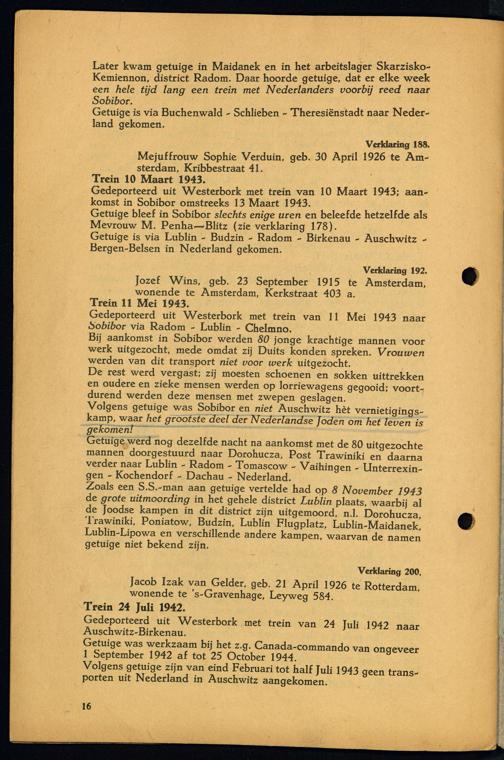 Later kwam getuige in Maidanek en in het arbeitslager Skarzisko-
Kemiennon, district Radom. Daar hoorde getuige, dat er elke week
een hele tijd lang een trein met Nederlanders voorbij reed naar
Sobibor.
Getuige is via Buchenwald - Schlieben - Theresiënstadt naar Neder-
land gekomen.
Verklaring 188.
Mejuffrouw Sophie Verduin, geb. 30 April 1926 te Am-
sterdam, Kribbestraat 41.
Trein 10 Maart 1943.
Gedeporteerd uit Westerbork met trein van 10 Maart 1943; aan-
komst in Sobibor omstreeks 13 Maart 1943.
Getuige bleef in Sobibor slechts enige uren en beleefde hetzelfde als
Mevrouw M. Penha—Blitz (zie verklaring 178).
Getuige is via Lublin - Budzin - Radom - Birkenau - Auschwitz -
Bergen-Belsen in Nederland gekomen.
Verklaring 192.
Jozef Wins, geb. 23 September 1915 te Amsterdam,
wonende te Amsterdam, Kerkstraat 403 a.
Trein 11 Mei 1943.
Gedeporteerd uit Westerbork met trein van 11 Mei 1943 naar
Sobibor via Radom - Lublin - Chelmno.
Bij aankomst in Sobibor werden 80 jonge krachtige mannen voor
werk uitgezocht, mede omdat zij Duits konden spreken. Vrouwen
werden van dit transport niet voor werk uitgezocht.
De rest werd vergast; zij moesten schoenen en sokken uittrekken
en oudere en zieke mensen werden op lorriewagens gegooid; voort-
durend werden deze mensen met zwepen geslagen.
Volgens getuige was Sobibor en niet Auschwitz hèt vernietigings-
kamp, waar het grootste deel der Nederlandse Joden om het leven is
gekomen!
Getuige werd nog dezelfde nacht na aankomst met de 80 uitgezochte
mannen doorgestuurd naar Dorohucza, Post Trawiniki en daarna
verder naar Lublin - Radom - Tomascow - Vaihingen - Unterrexin-
gen - Kochendorf - Dachau - Nederland.
Zoals een S.S.-man aan getuige vertelde had op 8 November 1943
de grote uitmoording in het gehele district Lublin plaats, waarbij al
de Joodse kampen in dit district zijn uitgemoord, n.l. Dorohucza,
Trawiniki, Poniatow, Budzin, Lublin Flugplatz, Lublin-Maidanek,
Lublin-Lipowa en verschillende andere kampen, waarvan de namen
getuige niet bekend zijn.
Verklaring 200.
Jacob Izak van Gelder, geb. 21 April 1926 te Rotterdam,
wonende te 's-Gravenhage, Leyweg 584.
Trein 24 Juli 1942.
Gedeporteerd uit Westerbork met trein van 24 Juli 1942 naar
Auschwitz-Birkenau.
Getuige was werkzaam bij het z.g. Canada-commando van ongeveer
1 September 1942 af tot 25 October 1944.
Volgens getuige zijn van eind Februari tot half Juli 1943 geen trans-
porten uit Nederland in Auschwitz aangekomen.
16